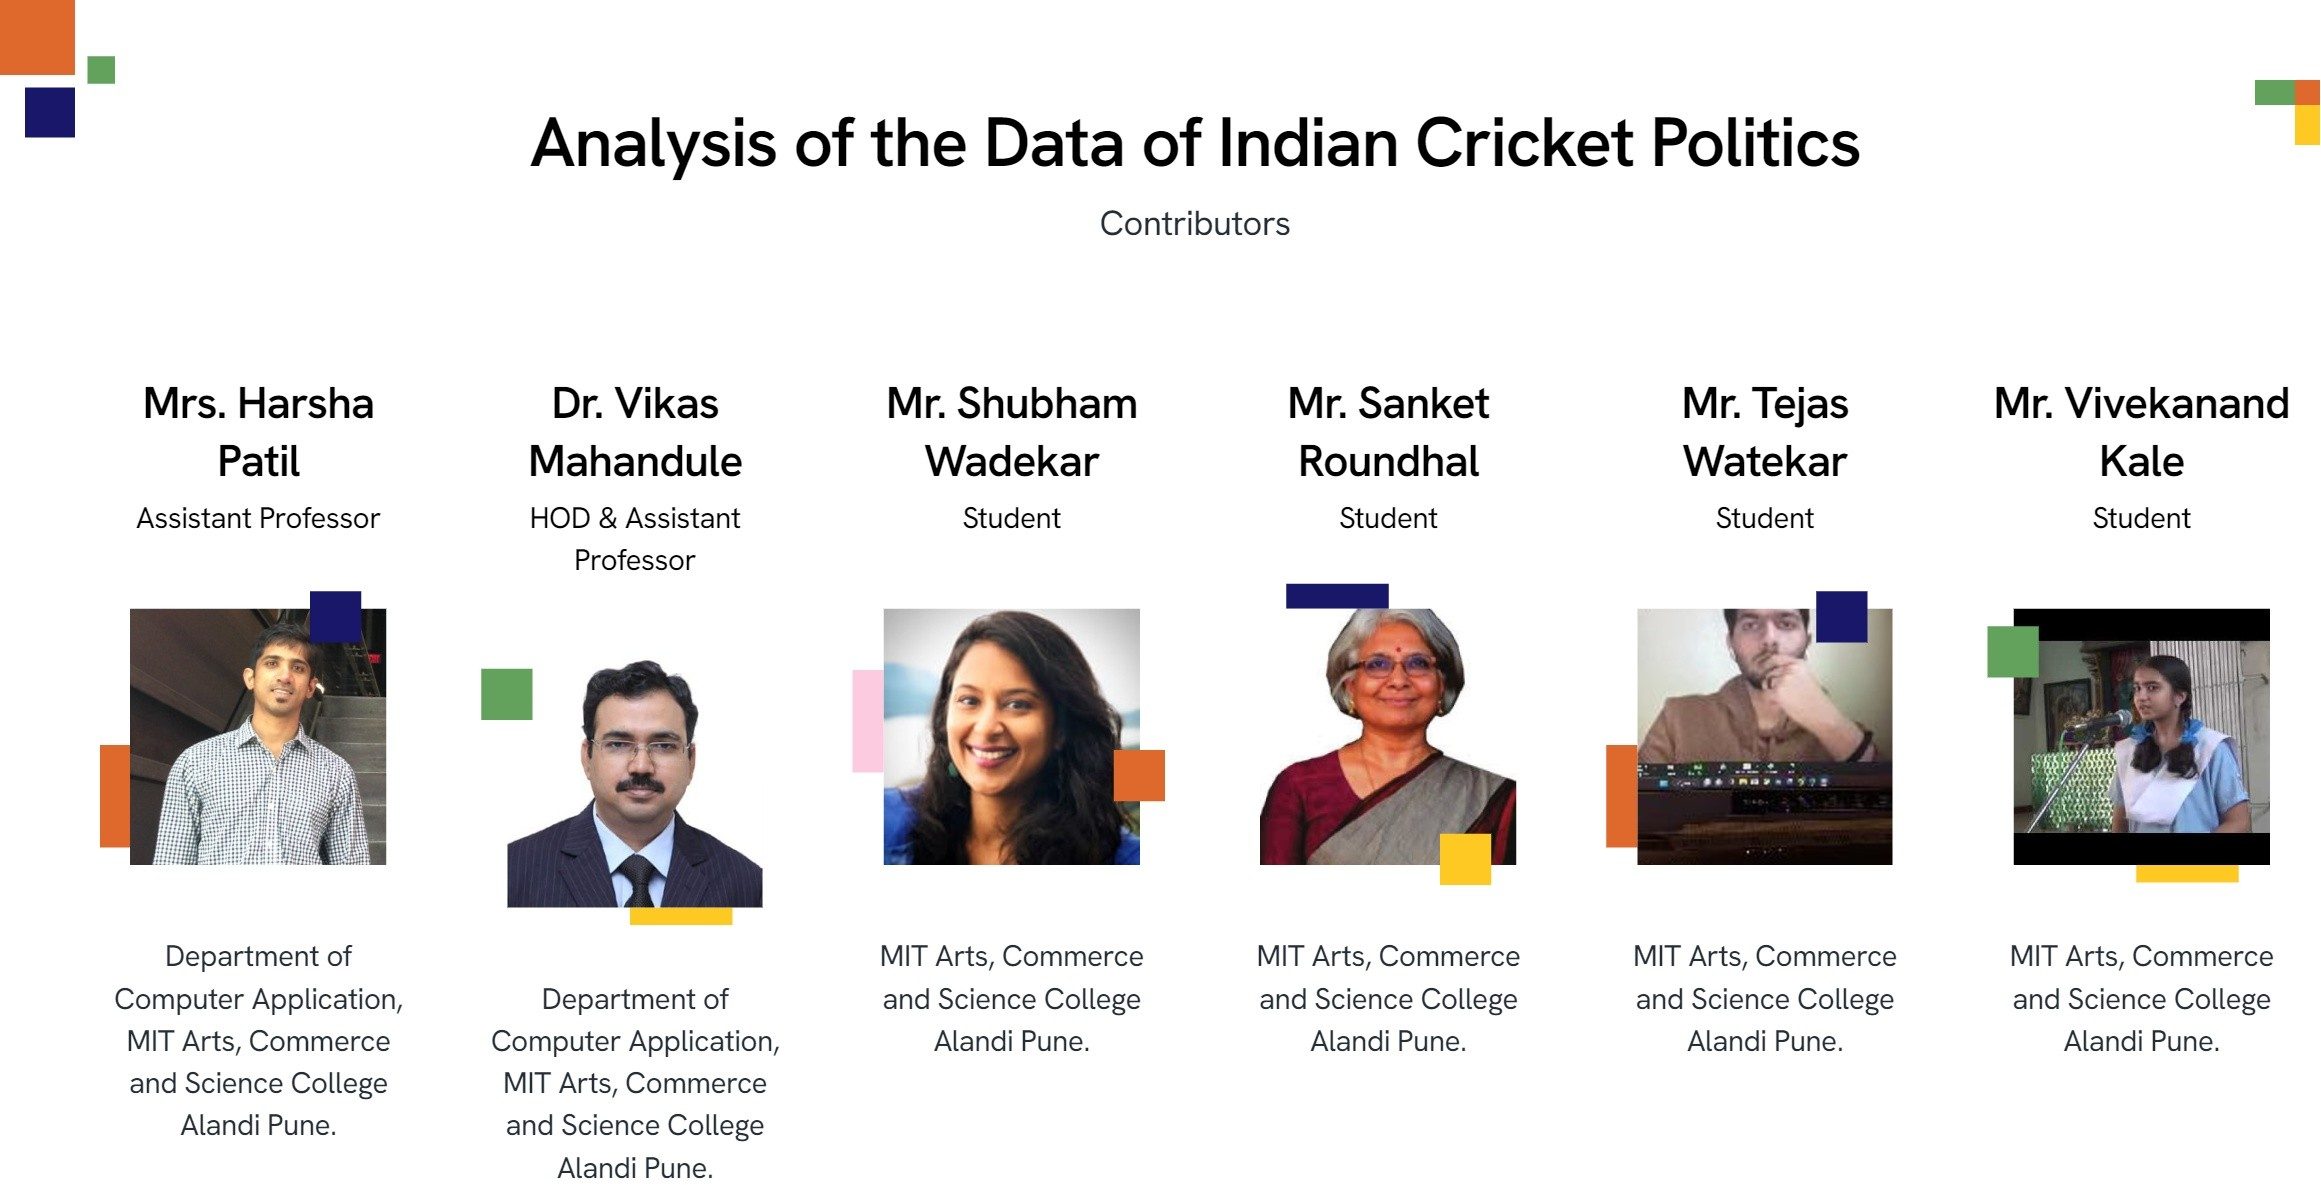 Analysis of the Data of Indian Cricket Politics
Contributors
Mrs. Harsha
Patil
Assistant Professor
Department of
Computer Application,
MIT Arts, Commerce
and Science College
Alandi Pune.
Dr. Vikas
Mahandule
HOD & Assistant
Professor
Department of
Computer Application,
MIT Arts, Commerce
and Science College
Alandi Pune.
Mr. Shubham
Wadekar
Student
MIT Arts, Commerce
and Science College
Alandi Pune.
Mr. Sanket
Roundhal
Student
MIT Arts, Commerce
and Science College
Alandi Pune.
Mr. Tejas
Watekar
Student
MIT Arts, Commerce
and Science College
Alandi Pune.
Mr. Vivekanand
Kale
Student
MIT Arts, Commerce
and Science College
Alandi Pune.